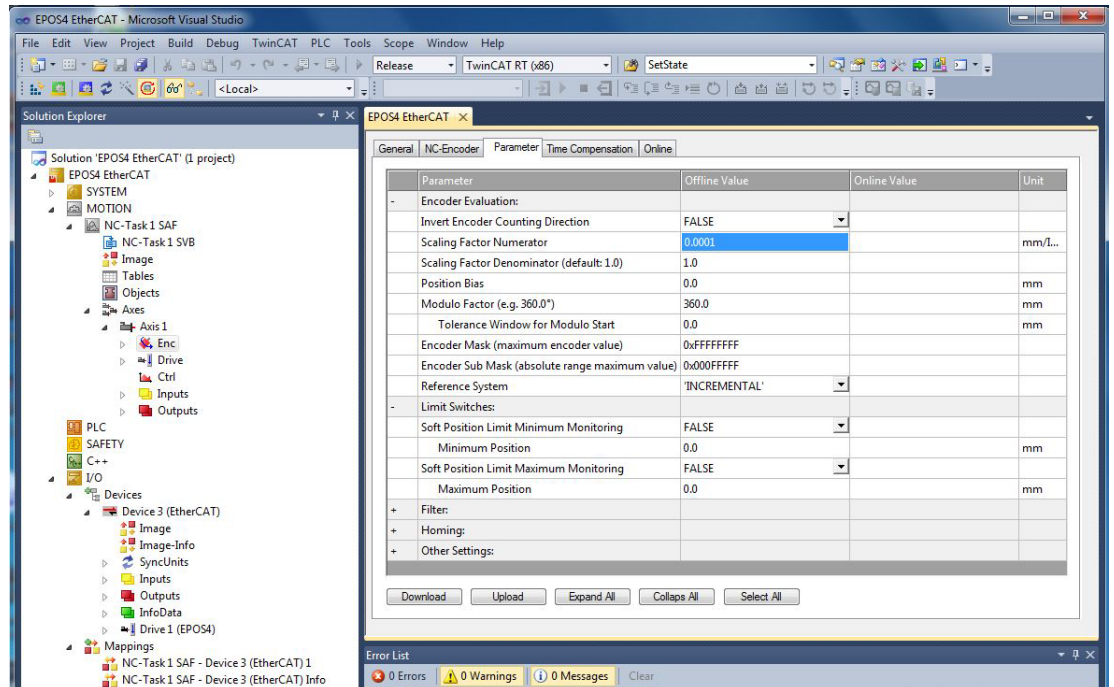 EPOS4 EtherCAT - Microsoft Visual Studio
File Edit View Project Build Debug TwinCAT PLC Tools Scope Window Help
Release TwinCAT RT (x86) SetState
<Local>
Solution Explorer
Solution 'EPOS4 EtherCAT' (1 project)
EPOS4 EtherCAT
SYSTEM
MOTION
NC-Task 1 SAF
NC-Task 1 SVB
Image
Tables
Objects
Axes
Axis 1
Enc
Drive
Ctrl
Inputs
Outputs
PLC
SAFETY
C++
I/O
Devices
Device 3 (EtherCAT)
Image
Image-Info
SyncUnits
Inputs
Outputs
InfoData
Drive 1 (EPOS4)
Mappings
NC-Task 1 SAF - Device 3 (EtherCAT) 1
NC-Task 1 SAF - Device 3 (EtherCAT) Info
EPOS4 EtherCAT
General NC-Encoder Parameter Time Compensation Online
Parameter Offline Value Online Value Unit
- Encoder Evaluation:
Invert Encoder Counting Direction FALSE
Scaling Factor Numerator 0.0001 mm/I...
Scaling Factor Denominator (default: 1.0) 1.0
Position Bias 0.0 mm
Modulo Factor (e.g. 360.0°) 360.0 mm
Tolerance Window for Modulo Start 0.0 mm
Encoder Mask (maximum encoder value) 0xFFFFFFFF
Encoder Sub Mask (absolute range maximum value) 0x000FFFFF
Reference System 'INCREMENTAL'
- Limit Switches:
Soft Position Limit Minimum Monitoring FALSE
Minimum Position 0.0 mm
Soft Position Limit Maximum Monitoring FALSE
Maximum Position 0.0 mm
+ Filter:
+ Homing:
+ Other Settings:
Download Upload Expand All Collaps All Select All
Error List
0 Errors 0 Warnings 0 Messages Clear